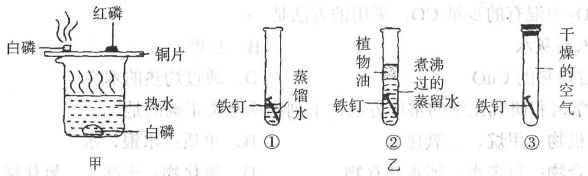 红磷
白磷
铜片
热水
白磷
甲
铁钉
蒸馏水
①
植物油
煮沸过的蒸馏水
铁钉
②
乙
干燥的空气
铁钉
③